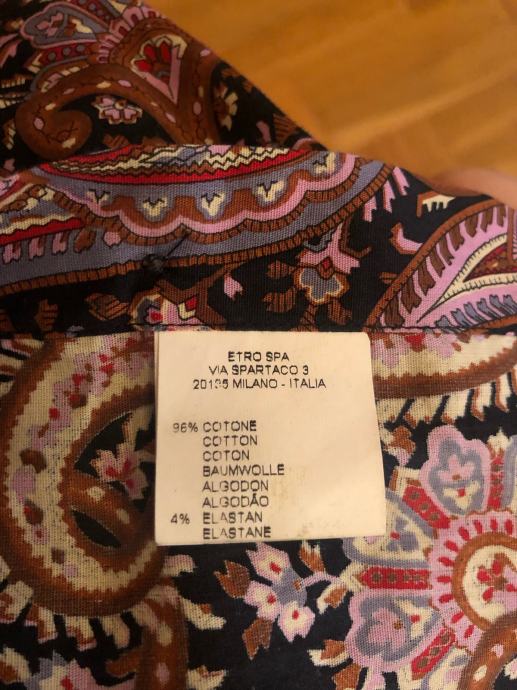 ETRO SPA
VIA SPARTACO 3
20135 MILANO - ITALIA
96% COTONE
COTTON
COTON
BAUMWOLLE
ALGODON
ALGODÃO
4% ELASTAN
ELASTANE